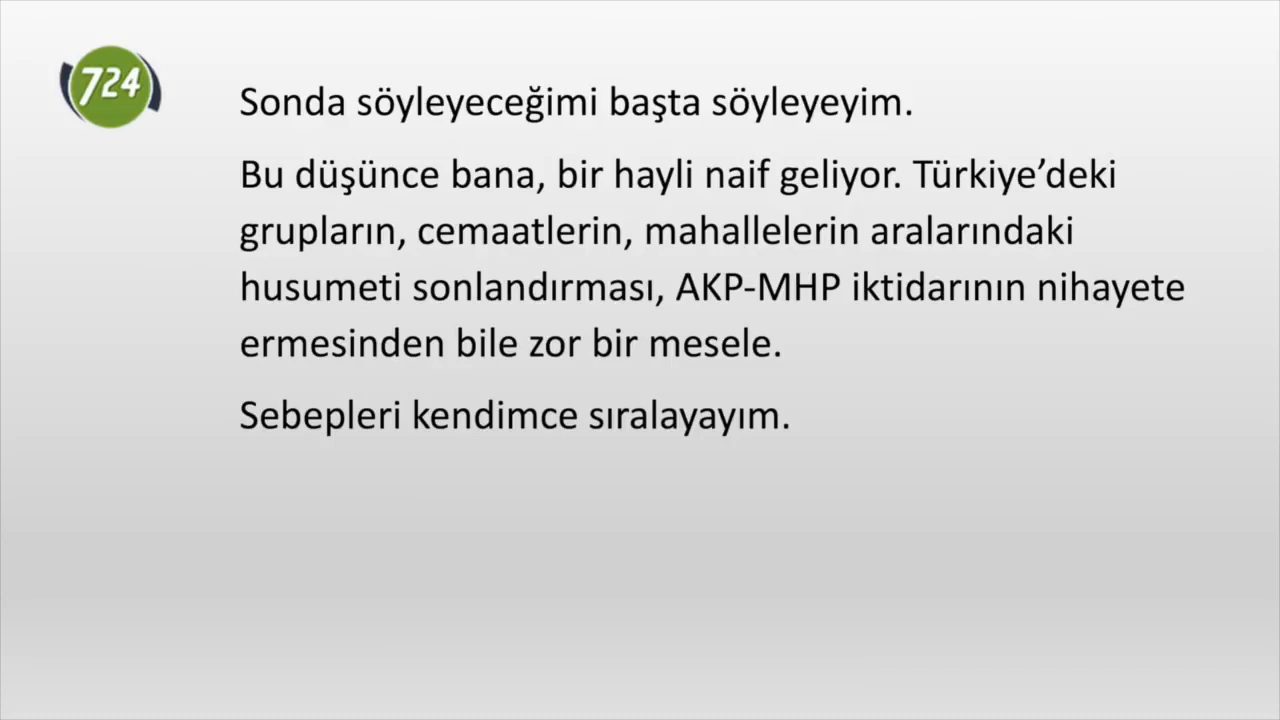 724
Sonda söyleyeceğimi başta söyleyeyim.
Bu düşünce bana, bir hayli naif geliyor. Türkiye’deki
grupların, cemaatlerin, mahallelerin aralarındaki
husumeti sonlandırması, AKP-MHP iktidarının nihayete
ermesinden bile zor bir mesele.
Sebepleri kendimce sıralayayım.